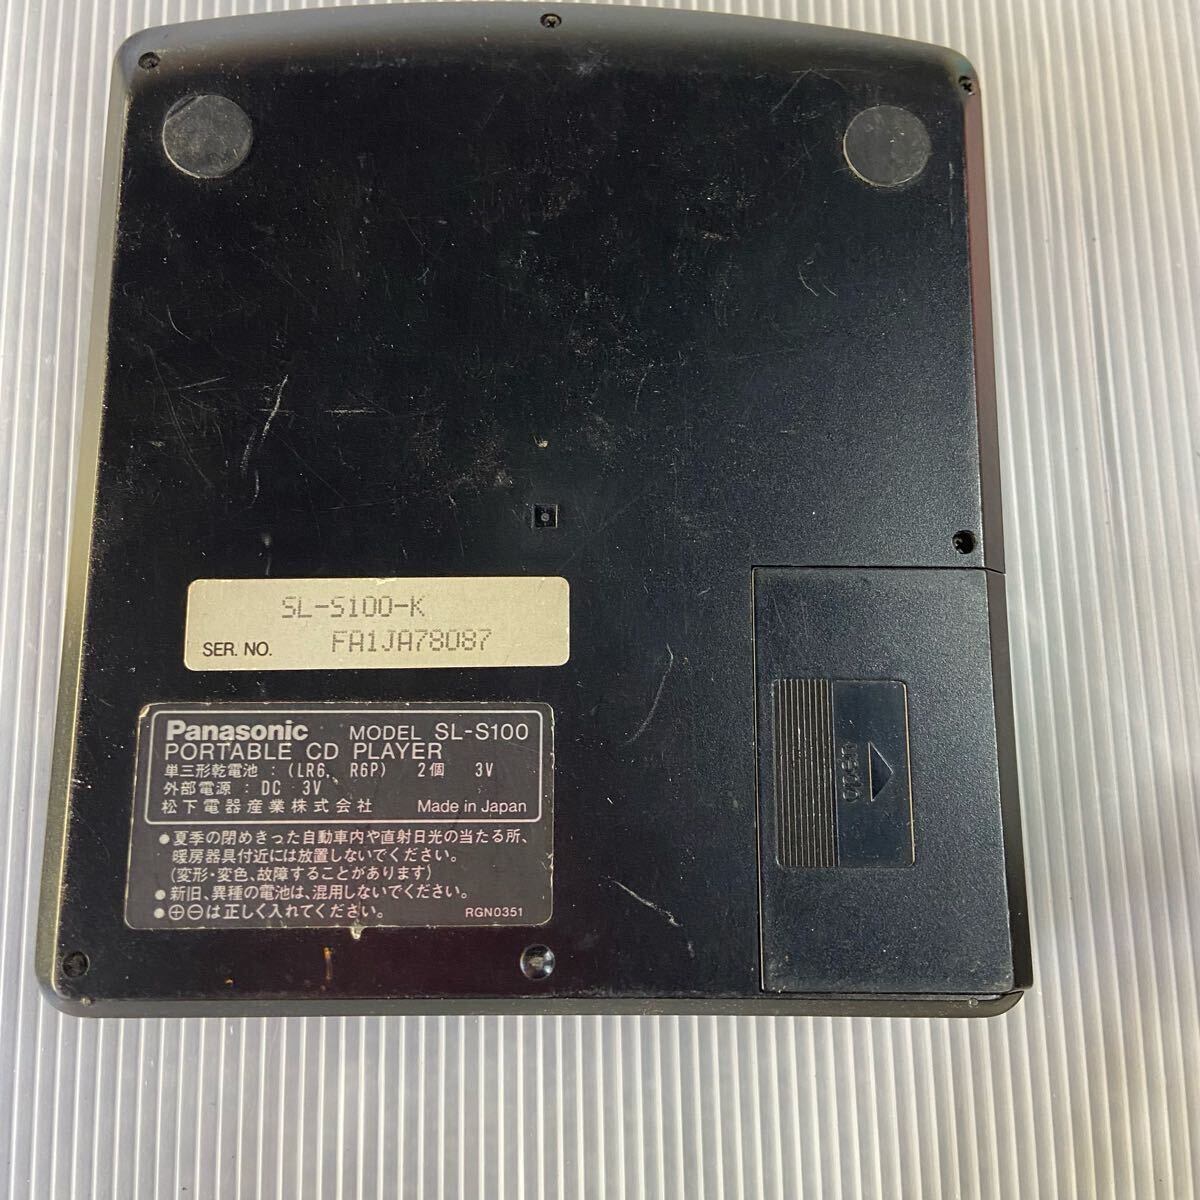 SL-S100-K
SER. NO. FA1JA78087
Panasonic MODEL SL-S100
PORTABLE CD PLAYER
単三形乾電池 : (LR6, R6P) 2個 3V
外部電源 : DC 3V
松下電器産業株式会社 Made in Japan
●夏季の閉めきった自動車内や直射日光の当たる所、
暖房器具付近には放置しないでください。
(変形・変色、故障することがあります)
●新旧、異種の電池は、混用しないでください。
●⊕⊖は正しく入れてください。 RGN0351
OPEN